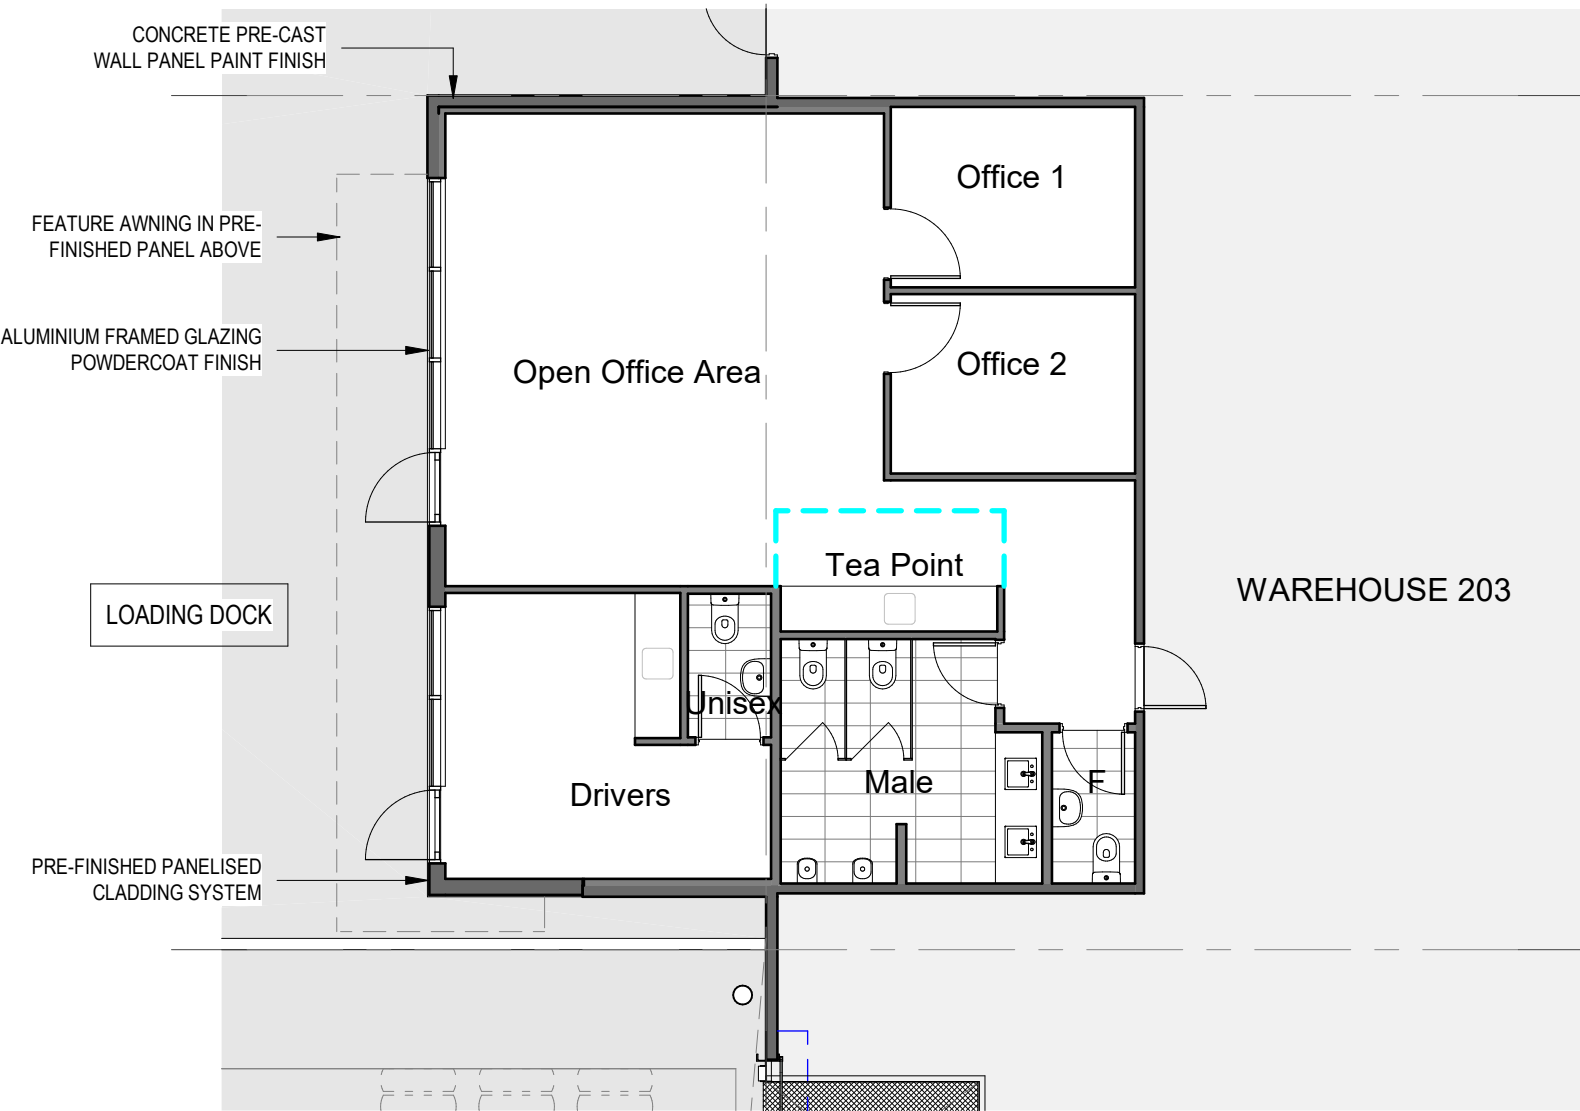 CONCRETE PRE-CAST
WALL PANEL PAINT FINISH
Office 1
FEATURE AWNING IN PRE-
FINISHED PANEL ABOVE
ALUMINIUM FRAMED GLAZING
POWDERCOAT FINISH
Open Office Area
Office 2
Tea Point
WAREHOUSE 203
LOADING DOCK
Unisex
Drivers
Male
F
PRE-FINISHED PANELISED
CLADDING SYSTEM